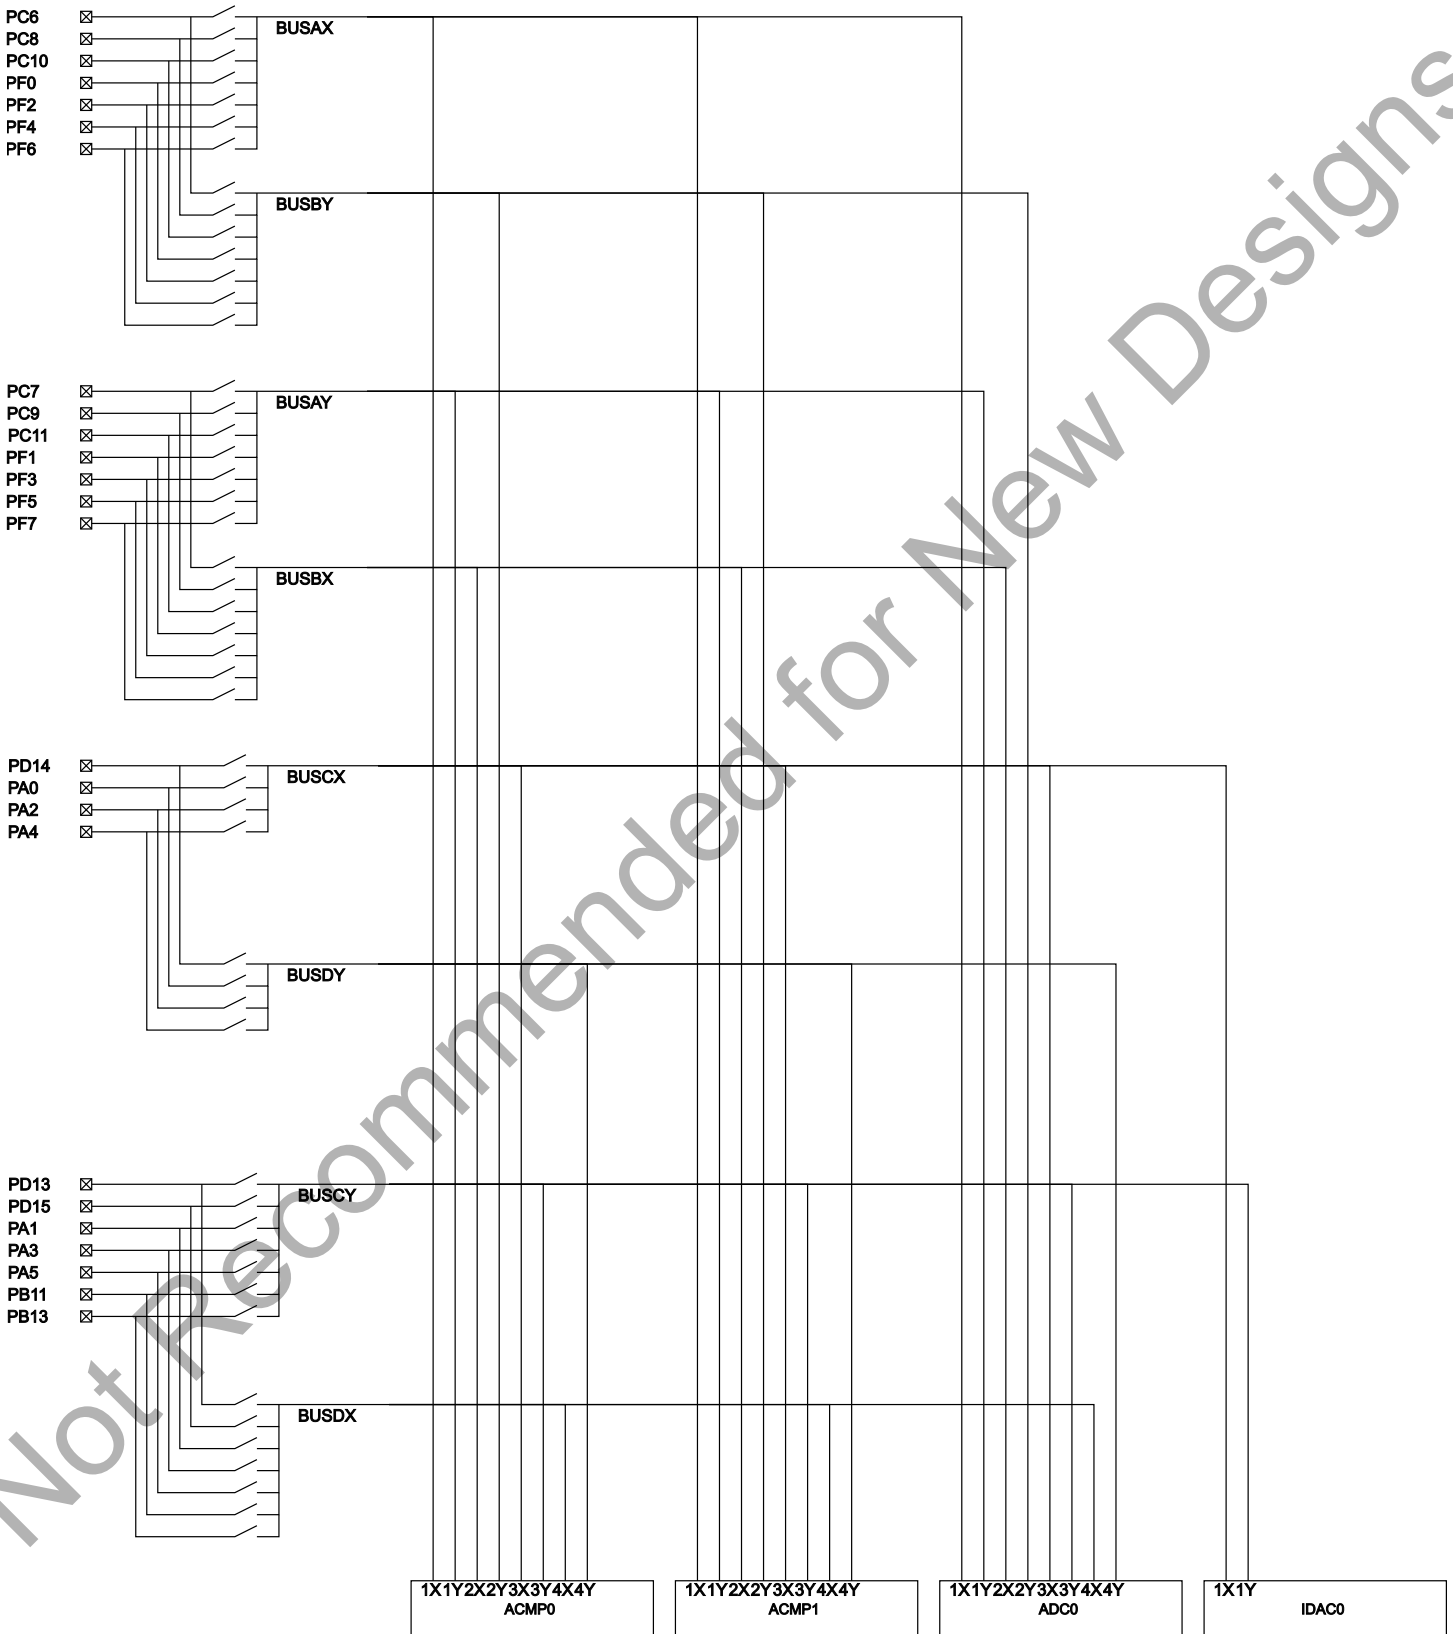 PC6
PC8
PC10
PF0
PF2
PF4
PF6
BUSAX
BUSBY
PC7
PC9
PC11
PF1
PF3
PF5
PF7
BUSAY
BUSBX
PD14
PA0
PA2
PA4
BUSCX
BUSDY
PD13
PD15
PA1
PA3
PA5
PB11
PB13
BUSCY
BUSDX
1X1Y2X2Y3X3Y4X4Y
ACMP0
1X1Y2X2Y3X3Y4X4Y
ACMP1
1X1Y2X2Y3X3Y4X4Y
ADC0
1X1Y
IDAC0
Not Recommended for New Designs